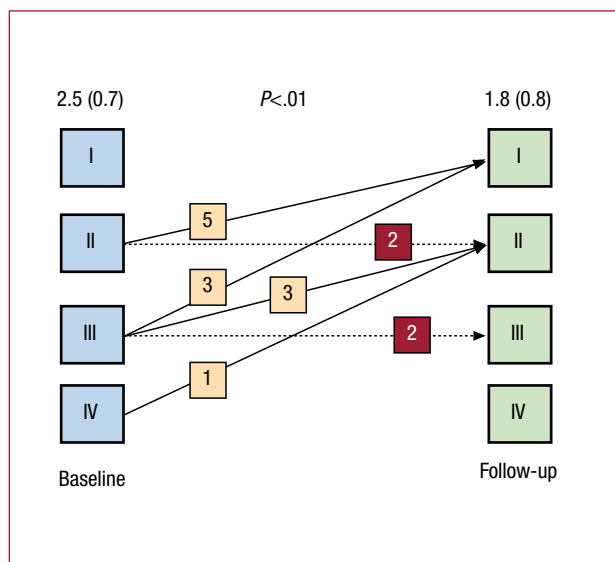 2.5 (0.7) P<.01 1.8 (0.8)
I I
5
II 2 II
3 3
III 2 III
1
IV IV
Baseline Follow-up